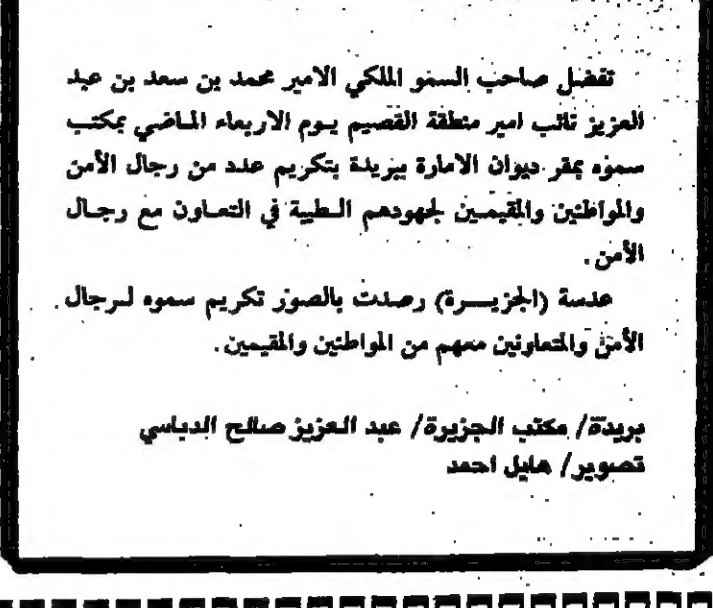 تفضل صاحب السمو الملكي الامير محمد بن سعد بن عبد
العزيز نائب امير منطقة القصيم يوم الاربعاء الماضي بمكتب
سموه بمقر ديوان الامارة ببريدة بتكريم عدد من رجال الأمن
والمواطنين والمقيمين لجهودهم الطيبة في التعاون مع رجال
الأمن .
عدسة (الجزيرة) رصدت بالصور تكريم سموه لرجال
الأمن والمتعاونين معهم من المواطنين والمقيمين .
بريدة/ مكتب الجزيرة/ عبد العزيز صالح الدباسي
تصوير/ هايل احمد